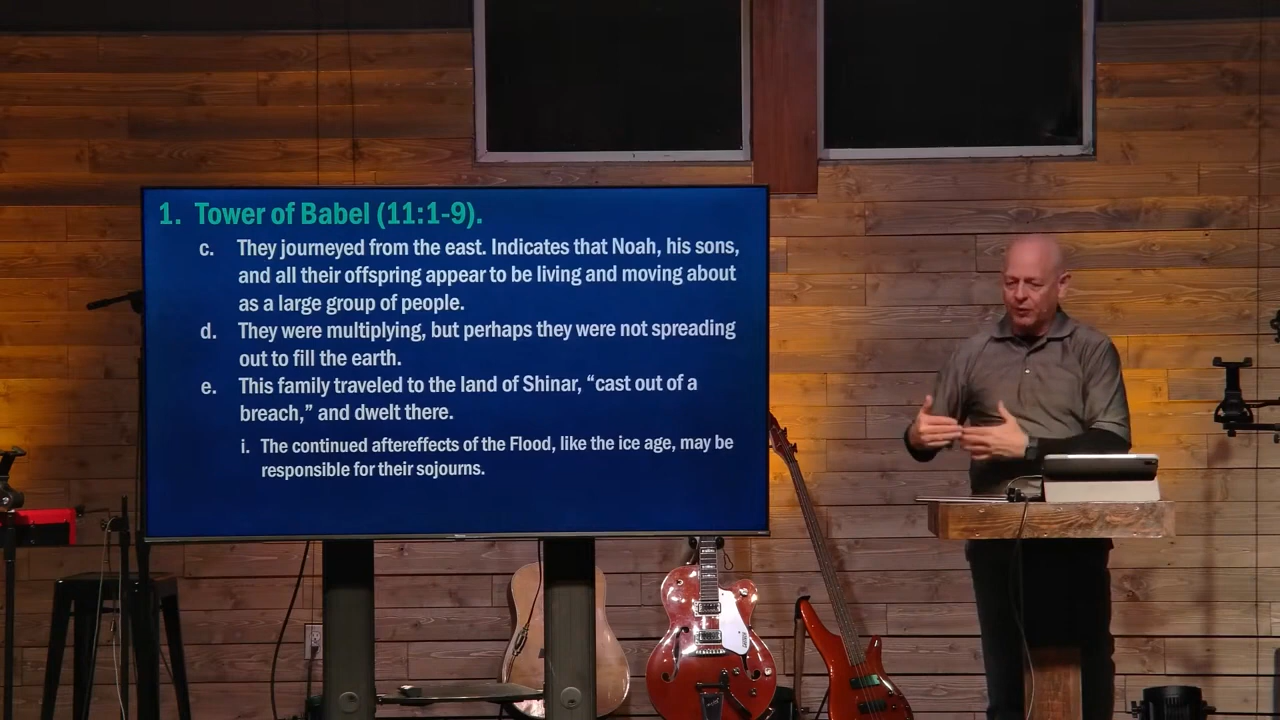 1. Tower of Babel (11:1-9).
c. They journeyed from the east. Indicates that Noah, his sons,
and all their offspring appear to be living and moving about
as a large group of people.
d. They were multiplying, but perhaps they were not spreading
out to fill the earth.
e. This family traveled to the land of Shinar, “cast out of a
breach,” and dwelt there.
i. The continued aftereffects of the Flood, like the ice age, may be
responsible for their sojourns.